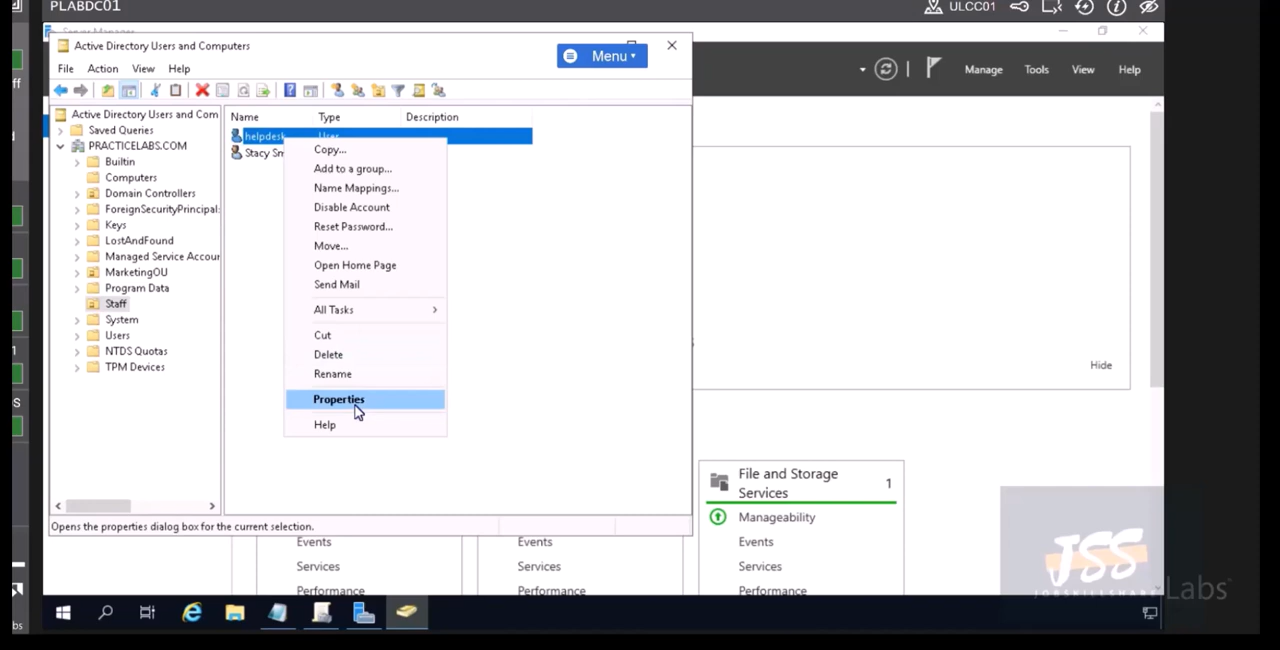 PLABDC01
ULCC01
Active Directory Users and Computers
Menu
File Action View Help
Manage Tools View Help
Active Directory Users and Com
Saved Queries
PRACTICELABS.COM
Builtin
Computers
Domain Controllers
ForeignSecurityPrincipal:
Keys
LostAndFound
Managed Service Accour
MarketingOU
Program Data
Staff
System
Users
NTDS Quotas
TPM Devices
Name Type Description
helpdesk User
Stacy Sm
Copy...
Add to a group...
Name Mappings...
Disable Account
Reset Password...
Move...
Open Home Page
Send Mail
All Tasks
Cut
Delete
Rename
Properties
Help
Hide
Opens the properties dialog box for the current selection.
Events
Services
Performance
Events
Services
Performance
File and Storage
Services
1
Manageability
Events
Services
Performance
JSS
JOBSKILLSHARE
Labs